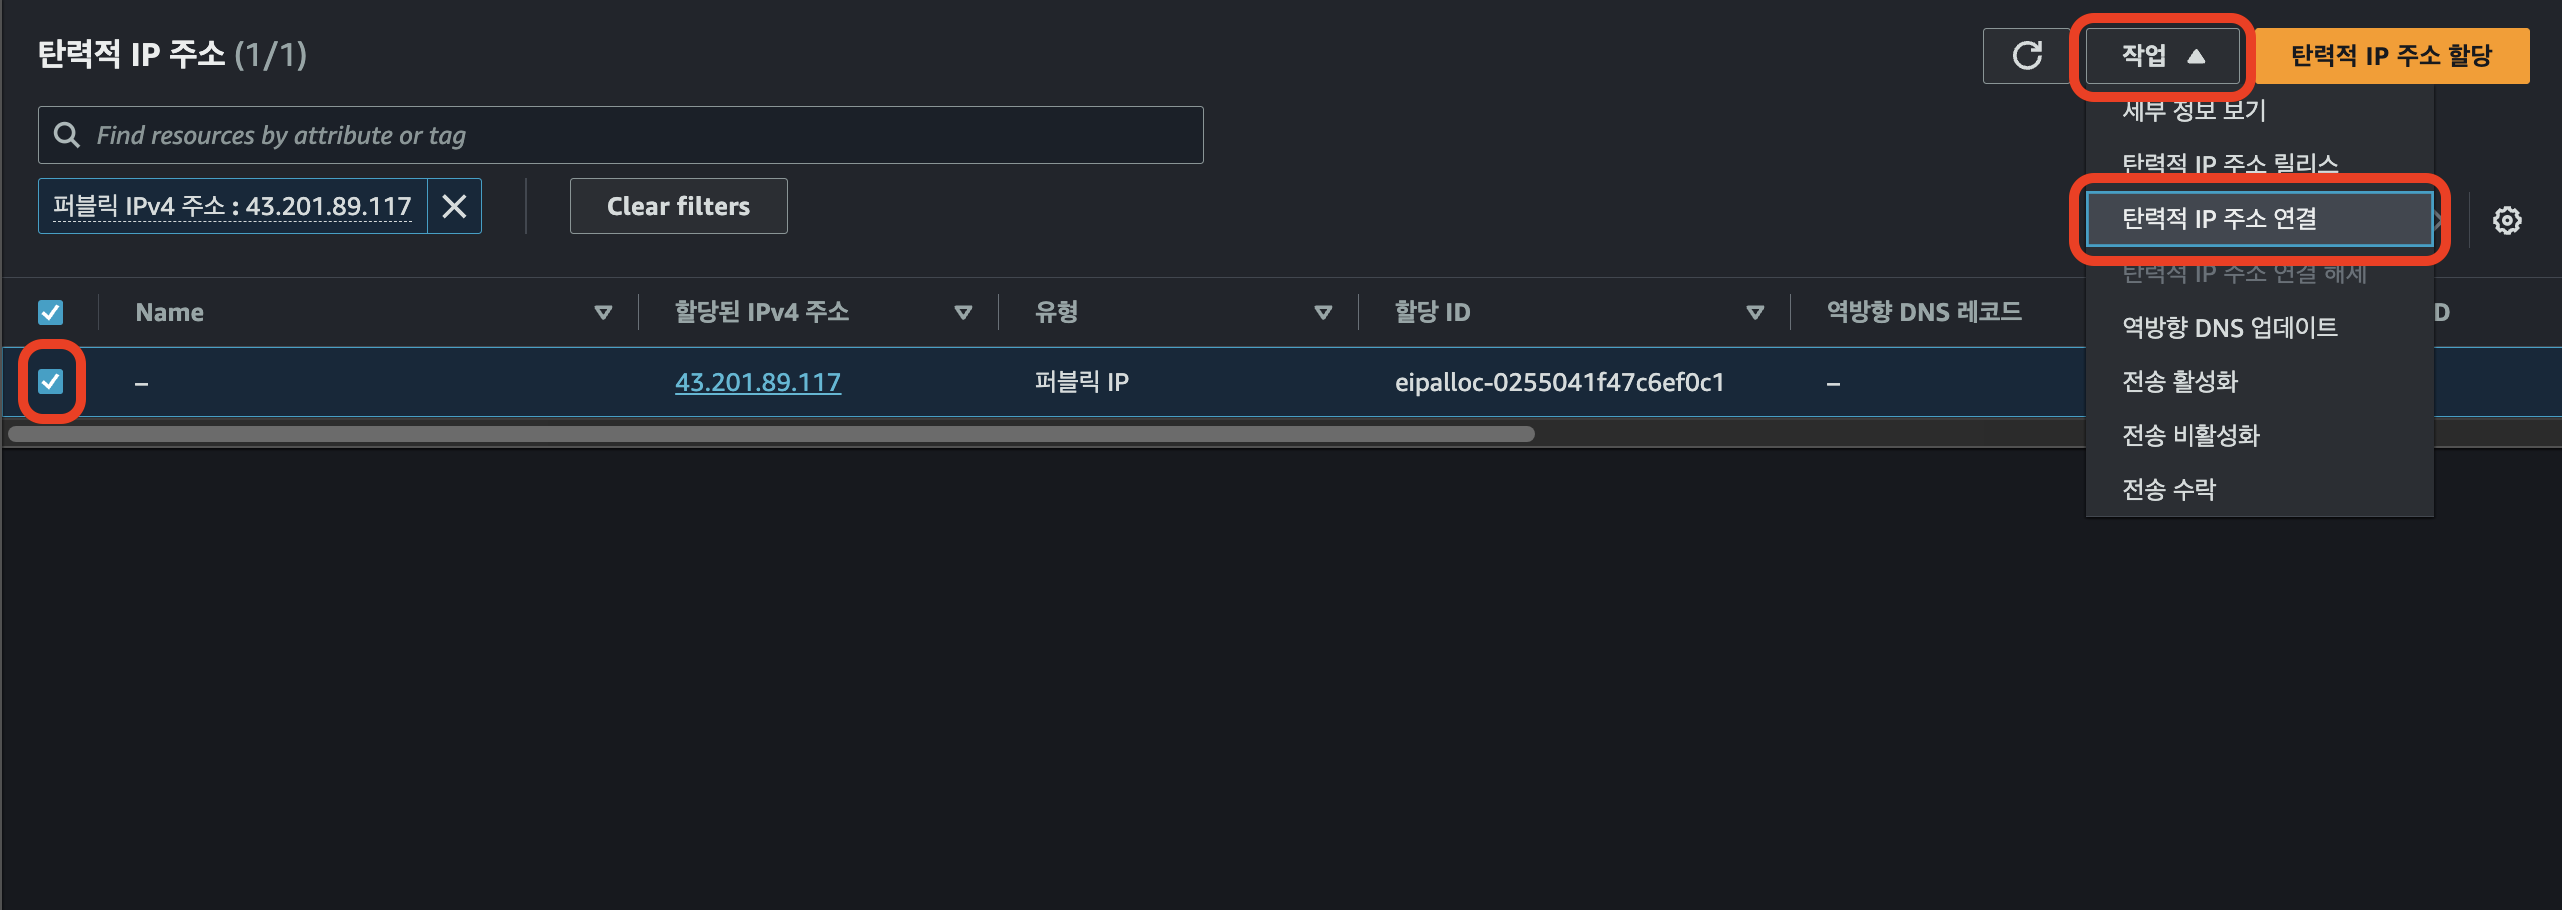 탄력적 IP 주소 (1/1)
작업
탄력적 IP 주소 할당
Find resources by attribute or tag
퍼블릭 IPv4 주소 : 43.201.89.117
Clear filters
세부 정보 보기
탄력적 IP 주소 릴리스
탄력적 IP 주소 연결
탄력적 IP 주소 연결 해제
역방향 DNS 업데이트
전송 활성화
전송 비활성화
전송 수락
Name 할당된 IPv4 주소 유형 할당 ID 역방향 DNS 레코드
– 43.201.89.117 퍼블릭 IP eipalloc-0255041f47c6ef0c1 –